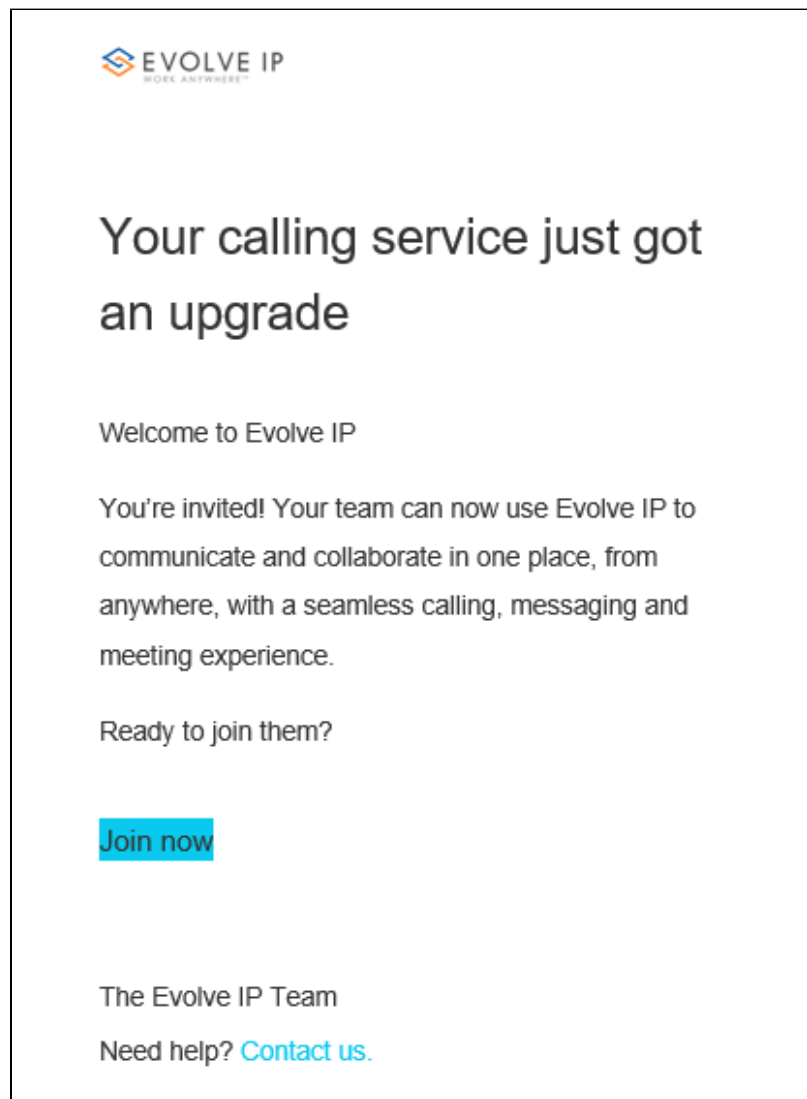 EVOLVE IP
WORK ANYWHERE™
Your calling service just got
an upgrade
Welcome to Evolve IP
You're invited! Your team can now use Evolve IP to
communicate and collaborate in one place, from
anywhere, with a seamless calling, messaging and
meeting experience.
Ready to join them?
Join now
The Evolve IP Team
Need help? Contact us.